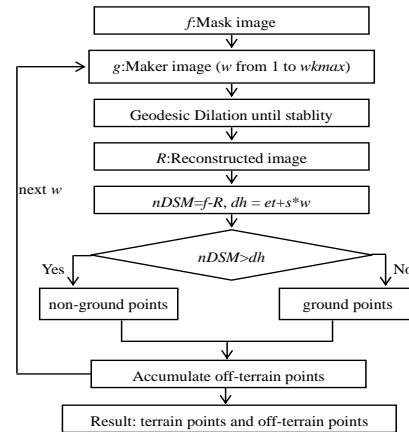 f:Mask image
g:Maker image (w from 1 to wkmax)
Geodesic Dilation until stablity
R:Reconstructed image
next w
nDSM=f-R, dh = et+s*w
nDSM>dh
Yes
No
non-ground points
ground points
Accumulate off-terrain points
Result: terrain points and off-terrain points